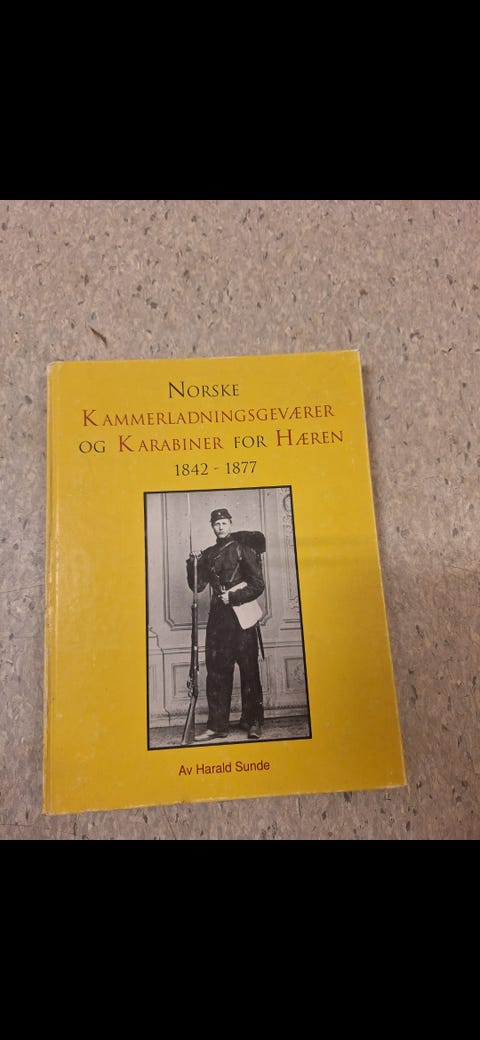 Norske
Kammerladningsgeværer
og Karabiner for Hæren
1842 - 1877
Av Harald Sunde